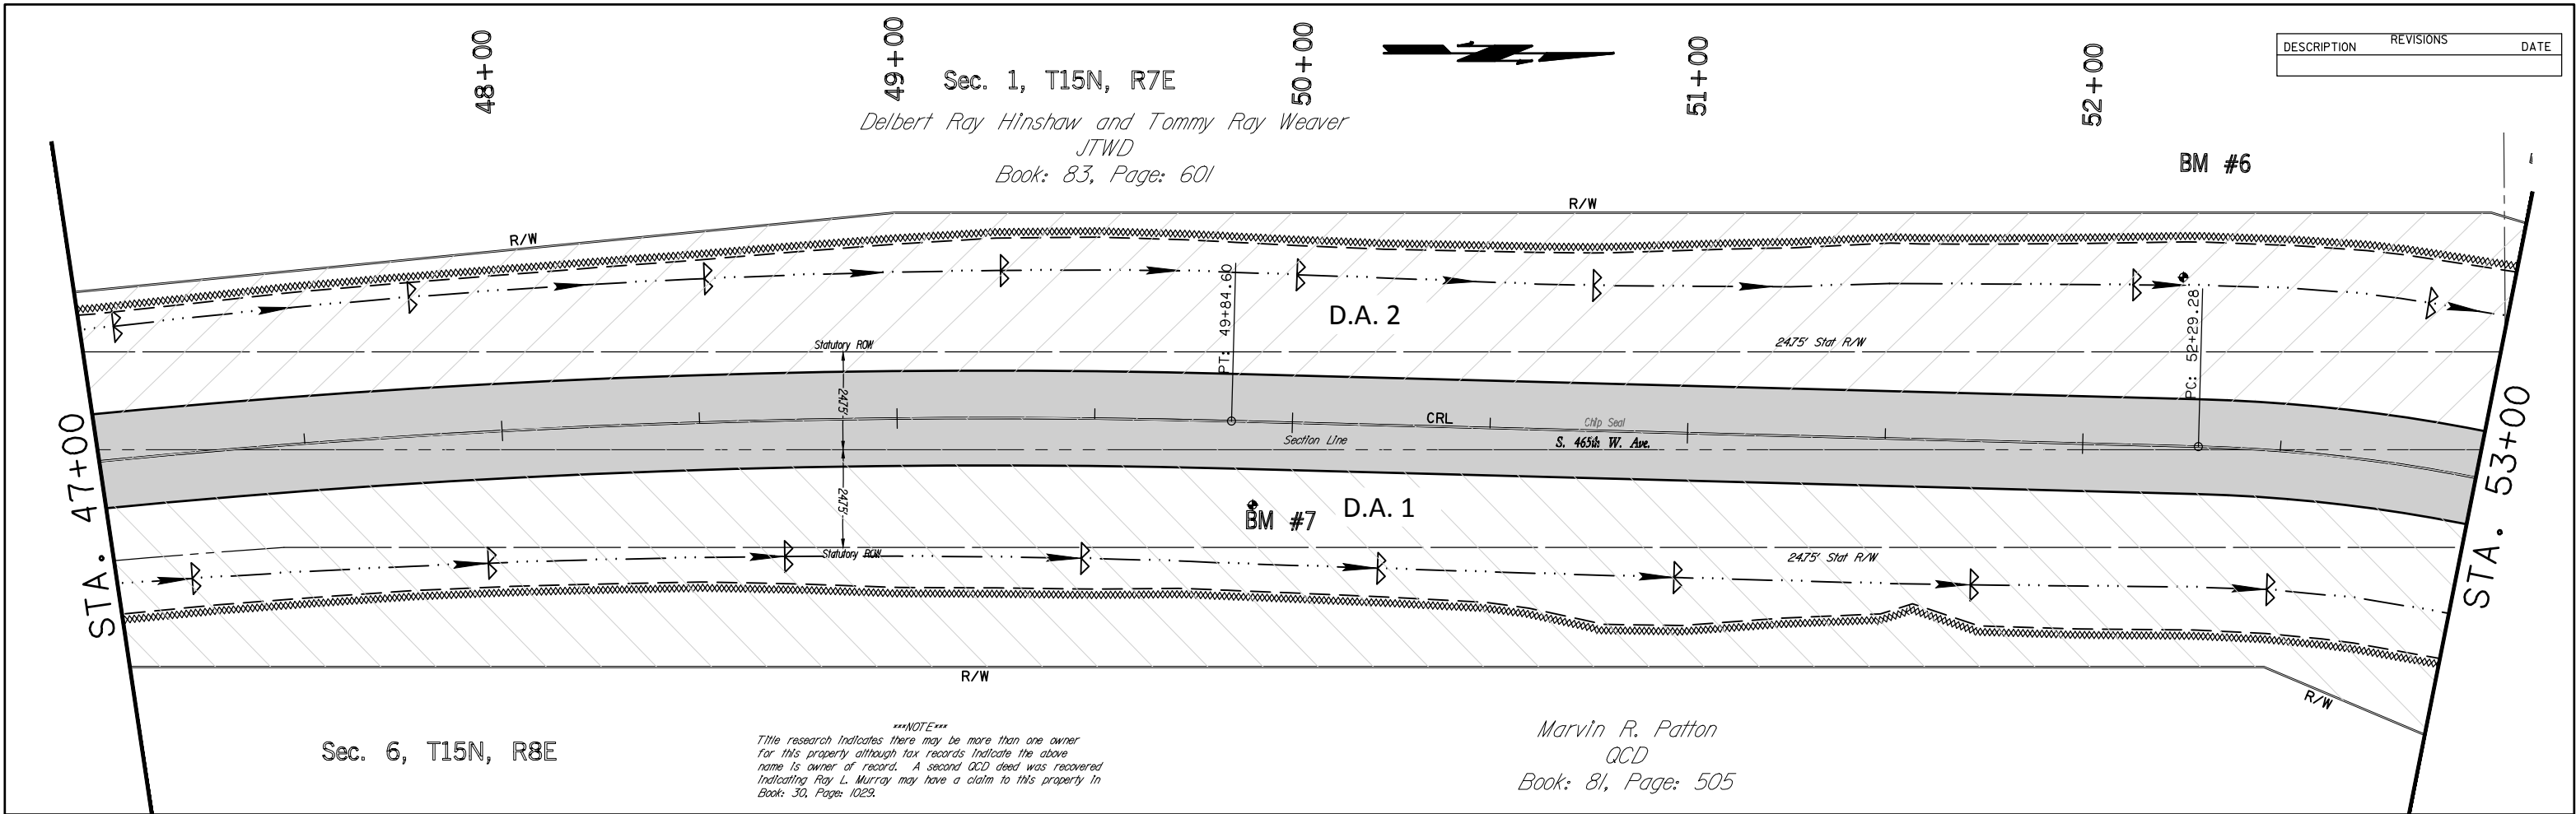 48+00
49+00
50+00
51+00
52+00
DESCRIPTION REVISIONS DATE
Sec. 1, T15N, R7E
Delbert Ray Hinshaw and Tommy Ray Weaver
JTWD
Book: 83, Page: 601
BM #6
R/W
R/W
PT: 49+84.60
D.A. 2
PC: 52+29.28
Statutory ROW
24.75' Stat R/W
24.75'
CRL
Chip Seal
Section Line
S. 465th W. Ave.
STA. 47+00
STA. 53+00
24.75'
BM #7
D.A. 1
Statutory ROW
24.75' Stat R/W
R/W
R/W
Sec. 6, T15N, R8E
***NOTE***
Title research indicates there may be more than one owner
for this property although tax records indicate the above
name is owner of record. A second QCD deed was recovered
indicating Ray L. Murray may have a claim to this property in
Book: 30, Page: 1029.
Marvin R. Patton
QCD
Book: 81, Page: 505